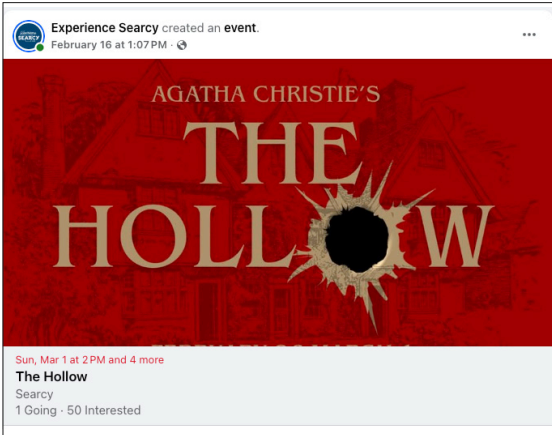 Experience Searcy created an event.
February 16 at 1:07 PM ·
AGATHA CHRISTIE'S
THE
HOLLOW
Sun, Mar 1 at 2 PM and 4 more
The Hollow
Searcy
1 Going · 50 Interested